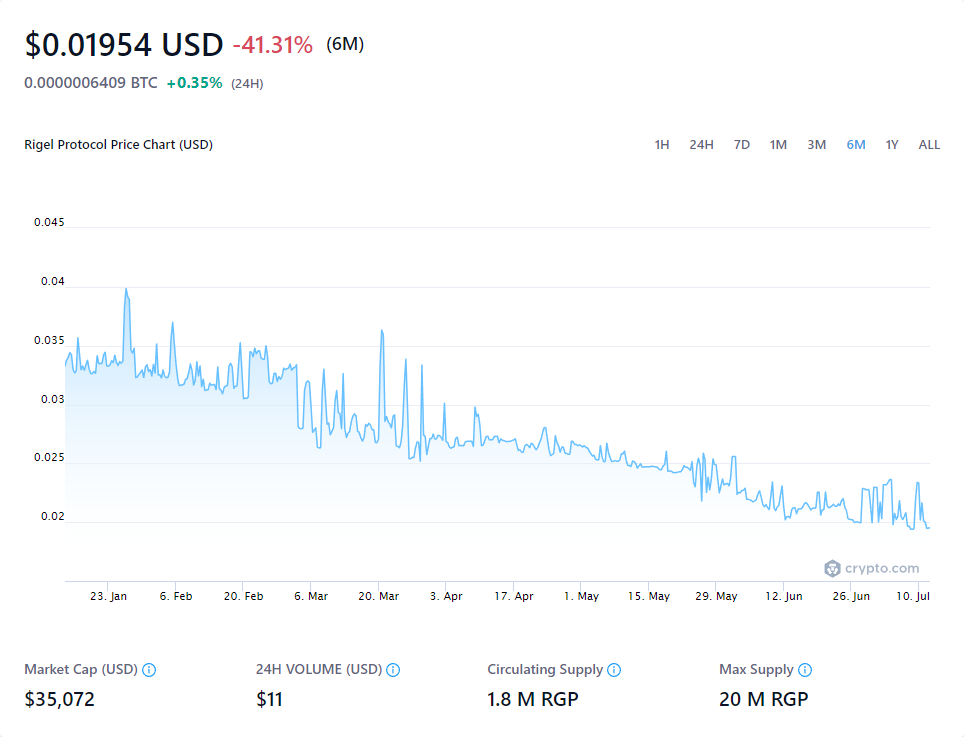 $0.01954 USD -41.31% (6M)
0.0000006409 BTC +0.35% (24H)
Rigel Protocol Price Chart (USD)
1H 24H 7D 1M 3M 6M 1Y ALL
0.045
0.04
0.035
0.03
0.025
0.02
crypto.com
23. Jan 6. Feb 20. Feb 6. Mar 20. Mar 3. Apr 17. Apr 1. May 15. May 29. May 12. Jun 26. Jun 10. Jul
Market Cap (USD) 24H VOLUME (USD) Circulating Supply Max Supply
$35,072 $11 1.8 M RGP 20 M RGP